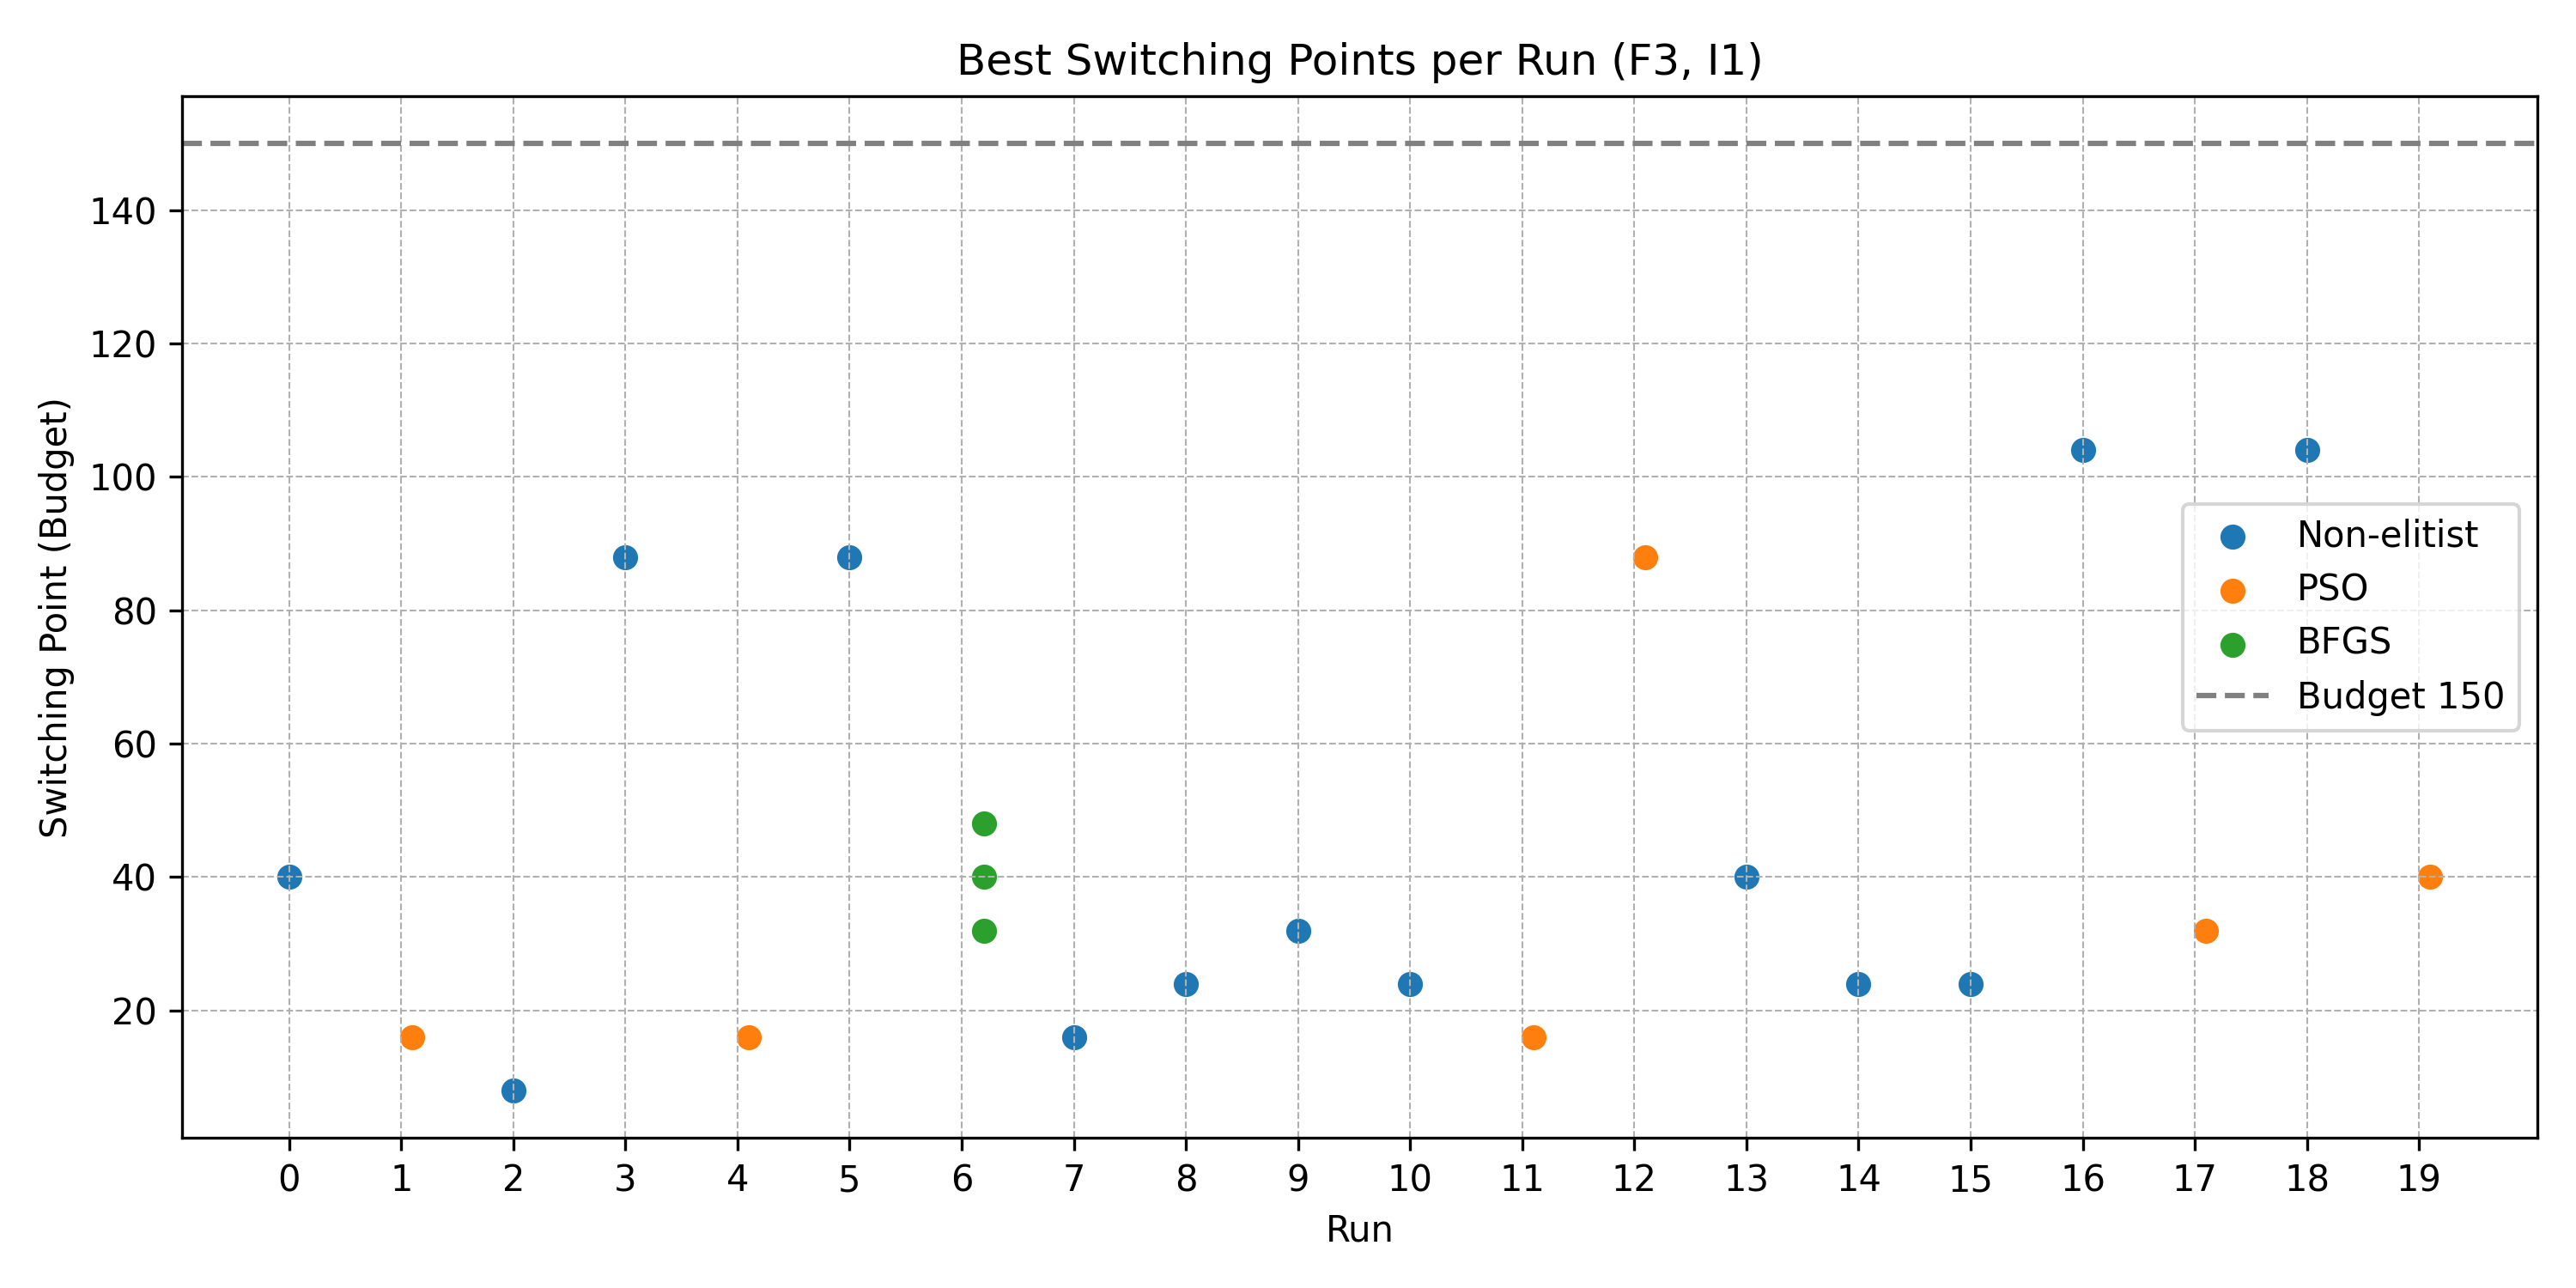 Best Switching Points per Run (F3, I1)
Switching Point (Budget)
140
120
100
80
60
40
20
Non-elitist
PSO
BFGS
Budget 150
0 1 2 3 4 5 6 7 8 9 10 11 12 13 14 15 16 17 18 19
Run